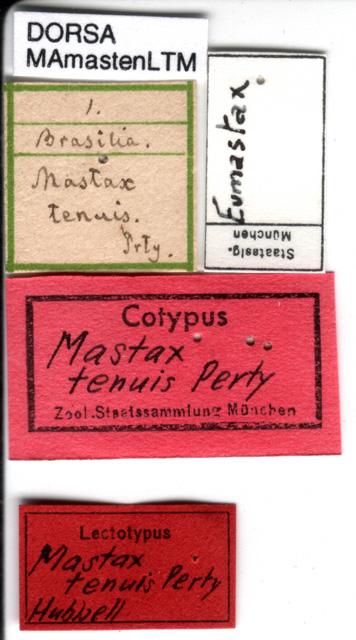 DORSA
MAmastenLTM
1.
Brasilia.
Mastax
tenuis.
Prty.
Eumastax
Staatsslg.
München
Cotypus
Mastax
tenuis Perty
Zool. Staatssammlung München
Lectotypus
Mastax
tenuis Perty
Hubbell